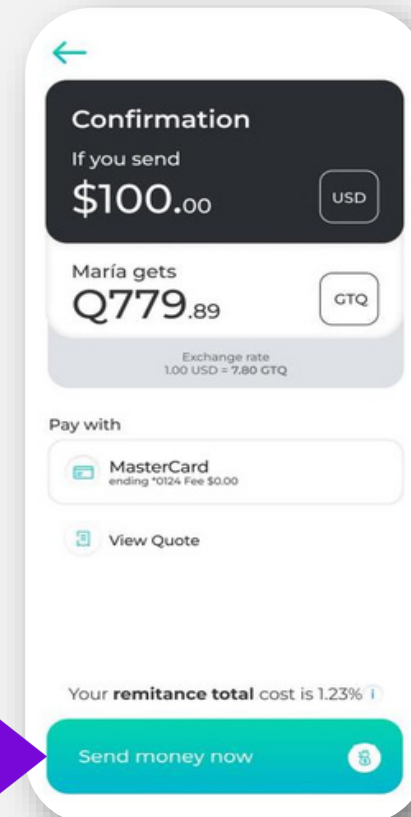 Confirmation
If you send
$100.00
USD
María gets
Q779.89
GTQ
Exchange rate
1.00 USD = 7.80 GTQ
Pay with
MasterCard
ending *0124 Fee $0.00
View Quote
Your remitance total cost is 1.23% i
Send money now